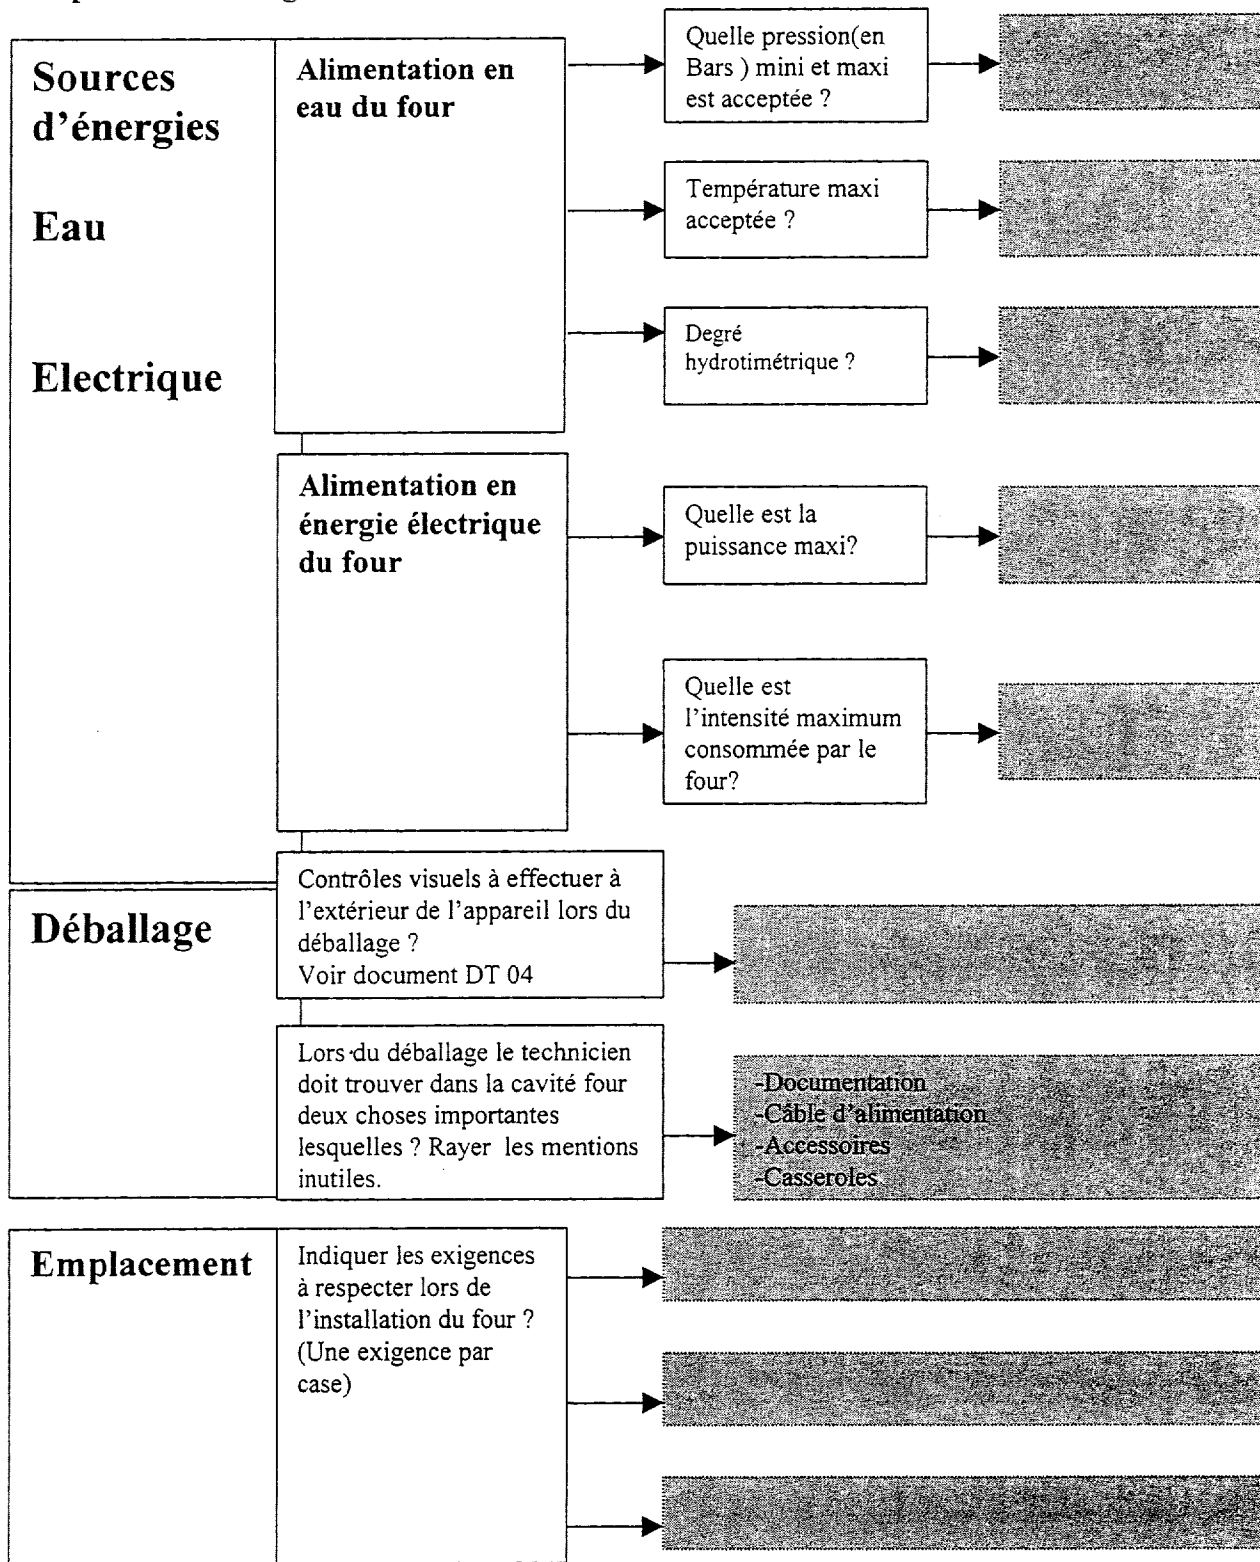 Sources
d'énergies
Eau
Electrique
Alimentation en
eau du four
Quelle pression(en
Bars ) mini et maxi
est acceptée ?
Température maxi
acceptée ?
Degré
hydrotimétrique ?
Alimentation en
énergie électrique
du four
Quelle est la
puissance maxi?
Quelle est
l'intensité maximum
consommée par le
four?
Déballage
Contrôles visuels à effectuer à
l'extérieur de l'appareil lors du
déballage ?
Voir document DT 04
Lors du déballage le technicien
doit trouver dans la cavité four
deux choses importantes
lesquelles ? Rayer les mentions
inutiles.
-Documentation
-Câble d'alimentation
-Accessoires
-Casseroles
Emplacement
Indiquer les exigences
à respecter lors de
l'installation du four ?
(Une exigence par
case)